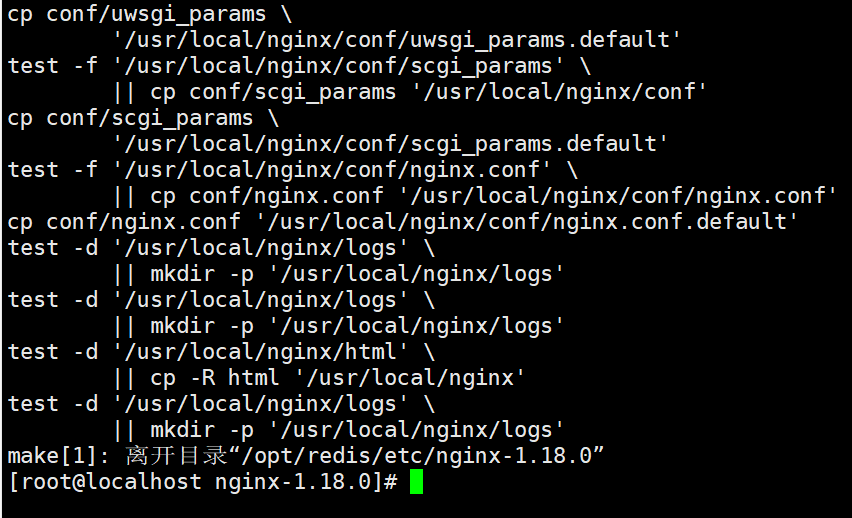 cp conf/uwsgi_params \
        '/usr/local/nginx/conf/uwsgi_params.default'
test -f '/usr/local/nginx/conf/scgi_params' \
        || cp conf/scgi_params '/usr/local/nginx/conf'
cp conf/scgi_params \
        '/usr/local/nginx/conf/scgi_params.default'
test -f '/usr/local/nginx/conf/nginx.conf' \
        || cp conf/nginx.conf '/usr/local/nginx/conf/nginx.conf'
cp conf/nginx.conf '/usr/local/nginx/conf/nginx.conf.default'
test -d '/usr/local/nginx/logs' \
        || mkdir -p '/usr/local/nginx/logs'
test -d '/usr/local/nginx/logs' \
        || mkdir -p '/usr/local/nginx/logs'
test -d '/usr/local/nginx/html' \
        || cp -R html '/usr/local/nginx'
test -d '/usr/local/nginx/logs' \
        || mkdir -p '/usr/local/nginx/logs'
make[1]: 离开目录“/opt/redis/etc/nginx-1.18.0”
[root@localhost nginx-1.18.0]#